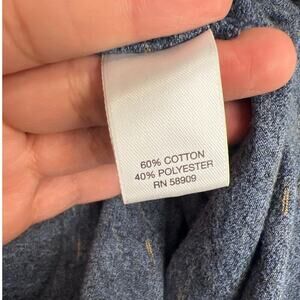 60% COTTON
40% POLYESTER
RN 58909